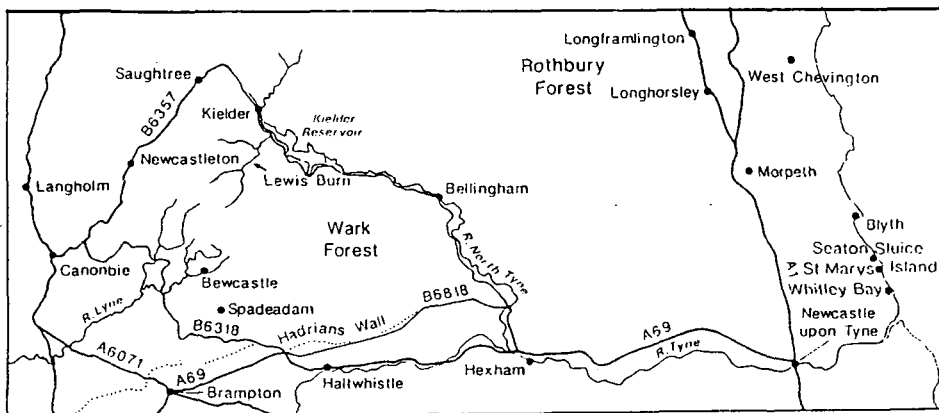 Longframlington
Rothbury
Forest
West Chevington
Saughtree
Longhorsley
B6357
Kielder
Kielder
Reservoir
Newcastleton
Langholm
Lewis Burn
Bellingham
Morpeth
Wark
Forest
R. North Tyne
Blyth
Seaton Sluice
Canonbie
Bewcastle
A1
St Marys Island
Whitley Bay
R. Lyne
Spadeadam
B6818
B6318
Hadrians Wall
Newcastle
upon Tyne
A6071
A69
A69
R. Tyne
Haltwhistle
Hexham
Brampton